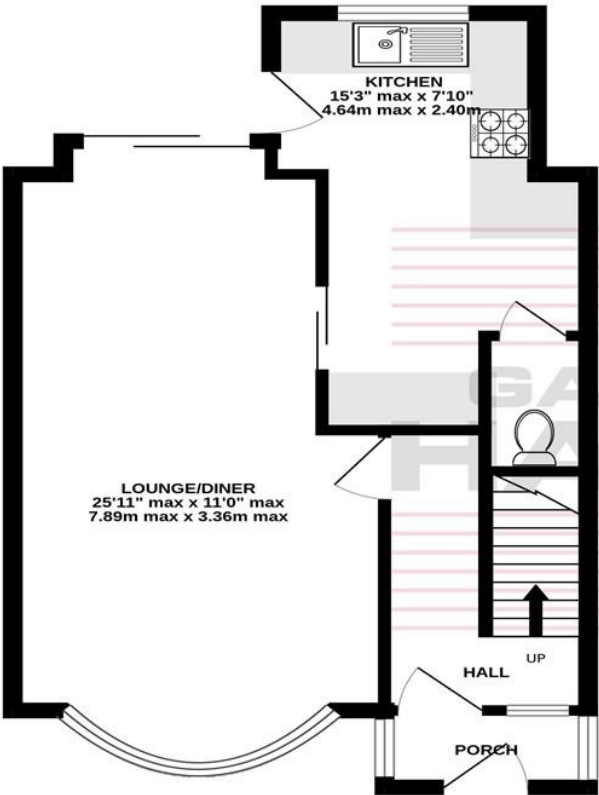 KITCHEN
15'3" max x 7'10"
4.64m max x 2.40m
LOUNGE/DINER
25'11" max x 11'0" max
7.89m max x 3.36m max
UP
HALL
PORCH